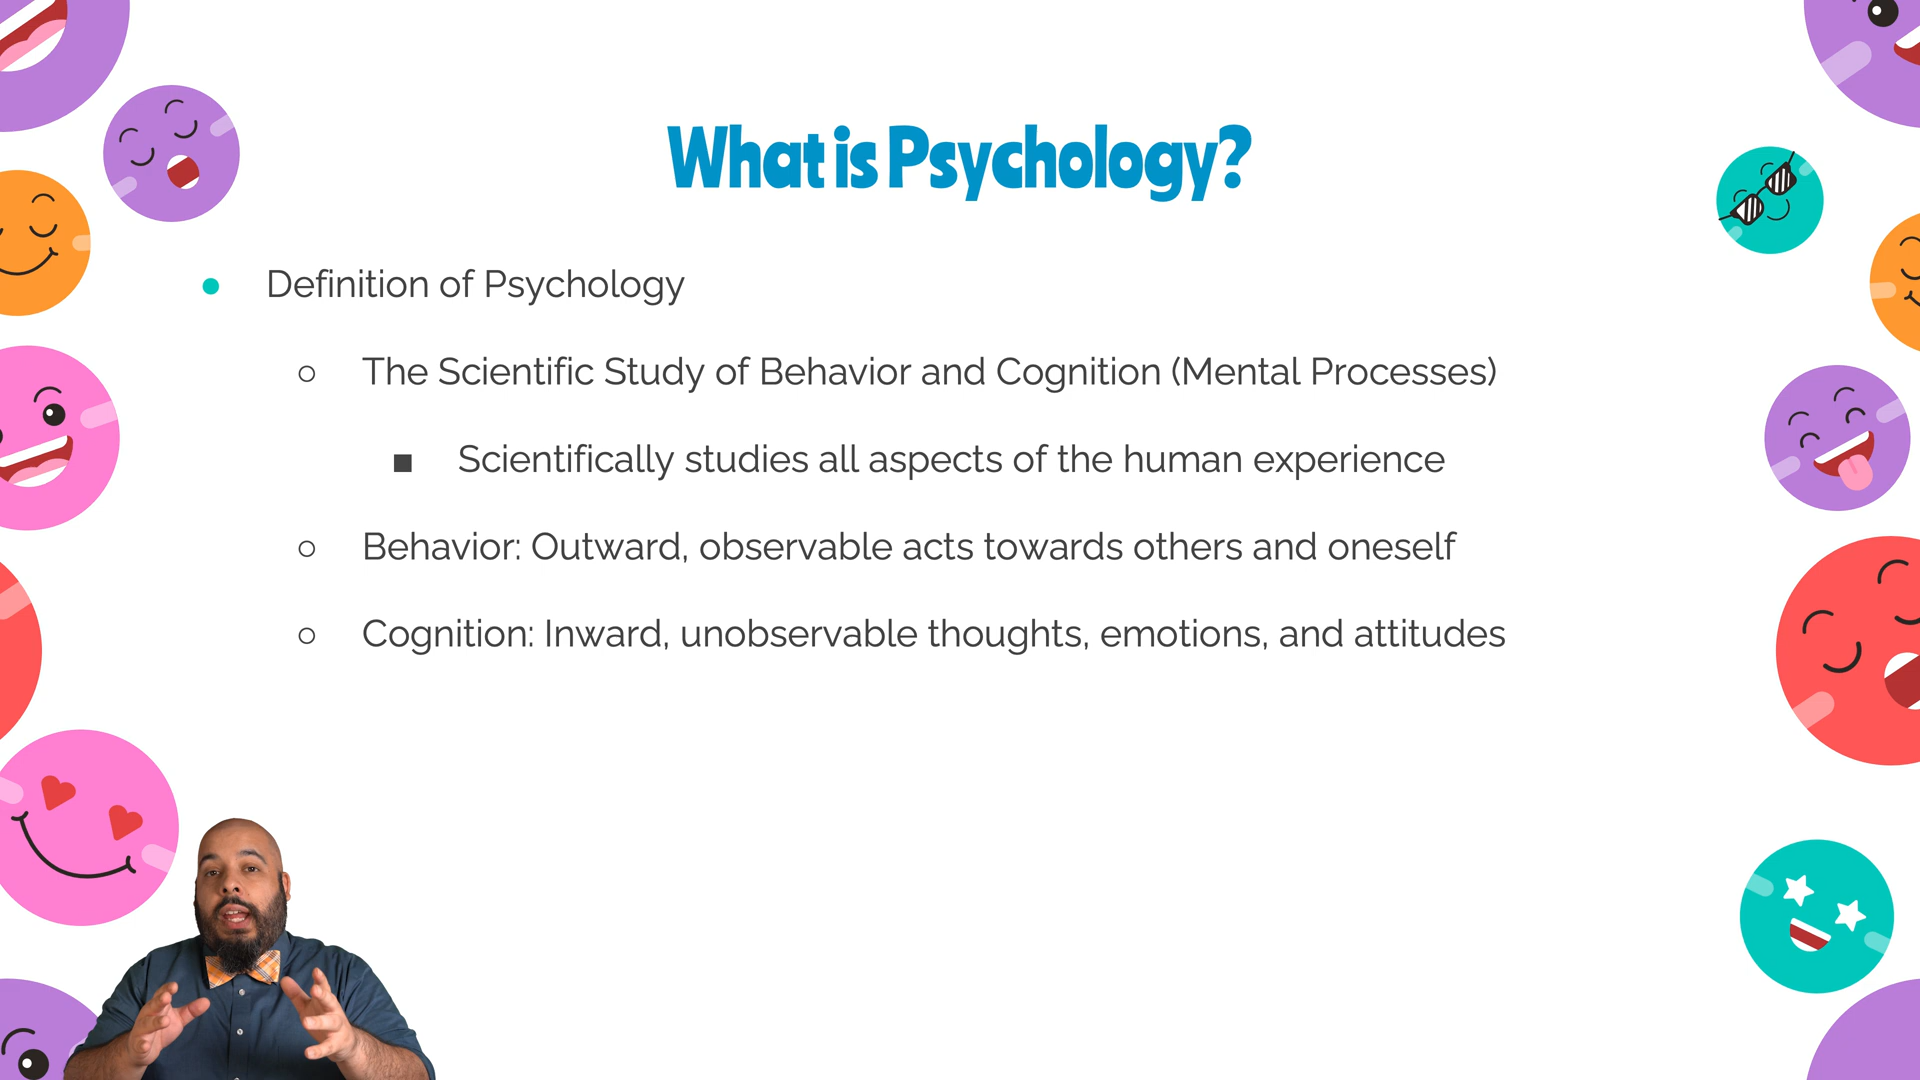 What is Psychology?
Definition of Psychology
The Scientific Study of Behavior and Cognition (Mental Processes)
Scientifically studies all aspects of the human experience
Behavior: Outward, observable acts towards others and oneself
Cognition: Inward, unobservable thoughts, emotions, and attitudes